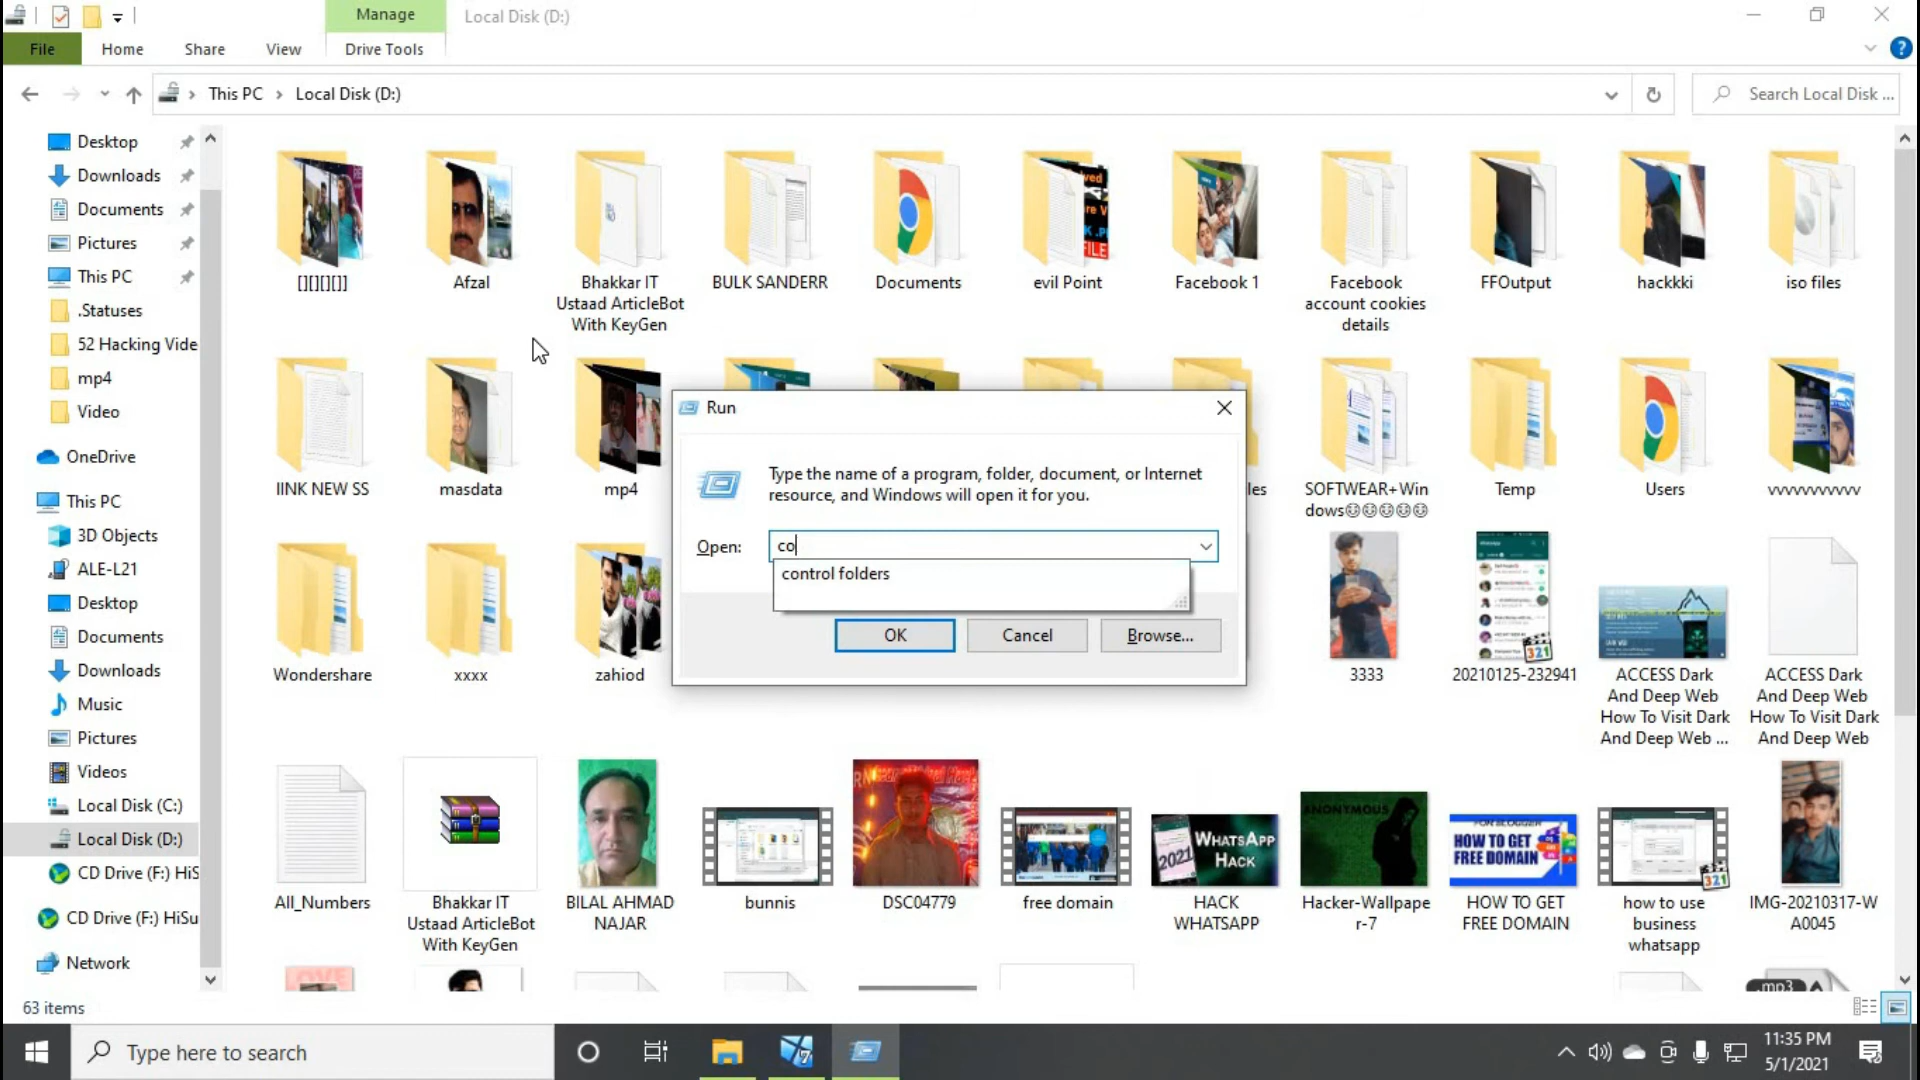 Manage
Local Disk (D:)
File
Home
Share
View
Drive Tools
This PC
Local Disk (D:)
Search Local Disk ...
Desktop
Downloads
Documents
Pictures
This PC
.Statuses
52 Hacking Vide
mp4
Video
OneDrive
This PC
3D Objects
ALE-L21
Desktop
Documents
Downloads
Music
Pictures
Videos
Local Disk (C:)
Local Disk (D:)
CD Drive (F:) HiS
CD Drive (F:) HiSu
Network
[][][][]
Afzal
Bhakkar IT
Ustaad ArticleBot
With KeyGen
BULK SANDERR
Documents
evil Point
Facebook 1
Facebook
account cookies
details
FFOutput
hackkki
iso files
IINK NEW SS
masdata
mp4
les
SOFTWEAR+Win
dows😍😍😍😍😍
Temp
Users
vvvvvvvvvvv
Run
Type the name of a program, folder, document, or Internet
resource, and Windows will open it for you.
Open:
co
control folders
OK
Cancel
Browse...
Wondershare
xxxx
zahiod
3333
20210125-232941
ACCESS Dark
And Deep Web
How To Visit Dark
And Deep Web ...
ACCESS Dark
And Deep Web
How To Visit Dark
And Deep Web
ANONYMOUS
2021
WHATSAPP
HACK
HOW TO GET
FREE DOMAIN
All_Numbers
Bhakkar IT
Ustaad ArticleBot
With KeyGen
BILAL AHMAD
NAJAR
bunnis
DSC04779
free domain
HACK
WHATSAPP
Hacker-Wallpape
r-7
HOW TO GET
FREE DOMAIN
how to use
business
whatsapp
IMG-20210317-W
A0045
LOVE
.mp3
63 items
Type here to search
11:35 PM
5/1/2021